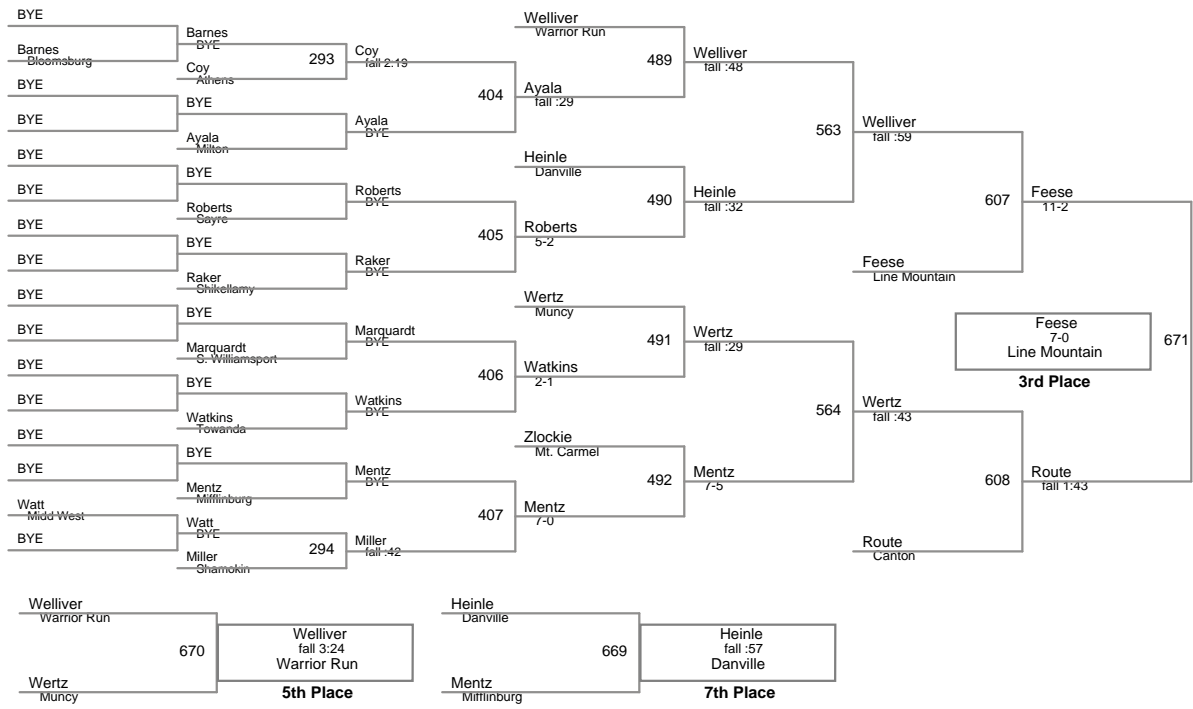 BYE
Barnes
Bloomsburg
BYE
BYE
BYE
BYE
BYE
BYE
BYE
BYE
BYE
BYE
BYE
BYE
Watt
Midd West
BYE
Barnes
BYE
Coy
Athens
293
BYE
Ayala
Milton
BYE
Roberts
Sayre
BYE
Raker
Shikellamy
BYE
Marquardt
S. Williamsport
BYE
Watkins
Towanda
BYE
Mentz
Mifflinburg
Watt
BYE
Miller
Shamokin
294
Coy
fall 2:19
Ayala
BYE
404
Roberts
BYE
Raker
BYE
405
Marquardt
BYE
Watkins
BYE
406
Mentz
BYE
Miller
fall :42
407
Welliver
Warrior Run
Ayala
fall :29
489
Heinle
Danville
Roberts
5-2
490
Wertz
Muncy
Watkins
2-1
491
Zlockie
Mt. Carmel
Mentz
7-0
492
Welliver
fall :48
Heinle
fall :32
563
Wertz
fall :29
Mentz
7-5
564
Welliver
fall :59
Feese
Line Mountain
607
Wertz
fall :43
Route
Canton
608
Feese
11-2
Route
fall 1:43
671
Feese
7-0
Line Mountain
3rd Place
Welliver
Warrior Run
Wertz
Muncy
670
Welliver
fall 3:24
Warrior Run
5th Place
Heinle
Danville
Mentz
Mifflinburg
669
Heinle
fall :57
Danville
7th Place